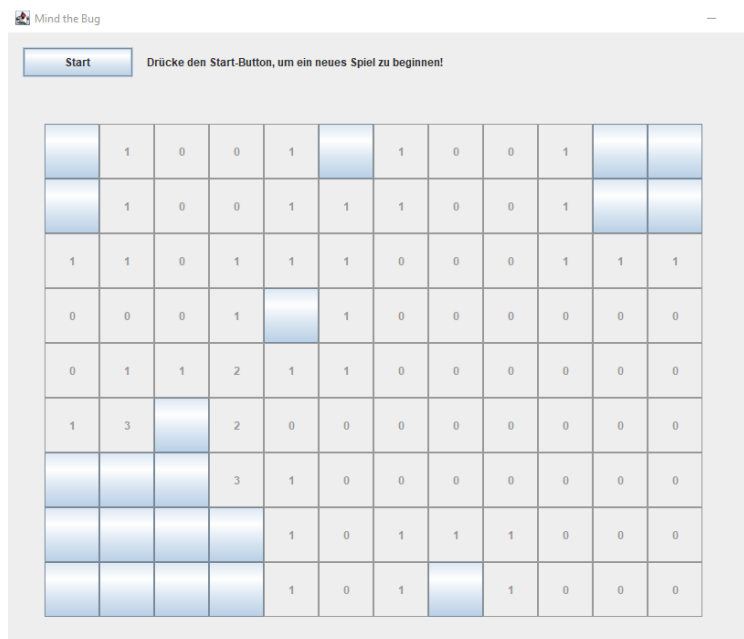 Mind the Bug
Start Drücke den Start-Button, um ein neues Spiel zu beginnen!
1 0 0 1 1 0 0 1
1 0 0 1 1 1 0 0 1
1 1 0 1 1 1 0 0 0 1 1 1
0 0 0 1 1 0 0 0 0 0 0
0 1 1 2 1 1 0 0 0 0 0 0
1 3 2 0 0 0 0 0 0 0 0
3 1 0 0 0 0 0 0 0
1 0 1 1 1 0 0 0
1 0 1 1 0 0 0